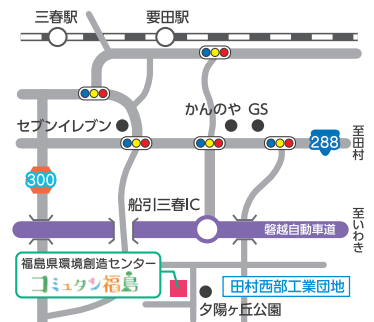 三春駅
要田駅
かんのや GS
セブンイレブン
288
至田村
300
船引三春IC
至いわき
磐越自動車道
福島県環境創造センター
コミュタン福島
田村西部工業団地
夕陽ヶ丘公園